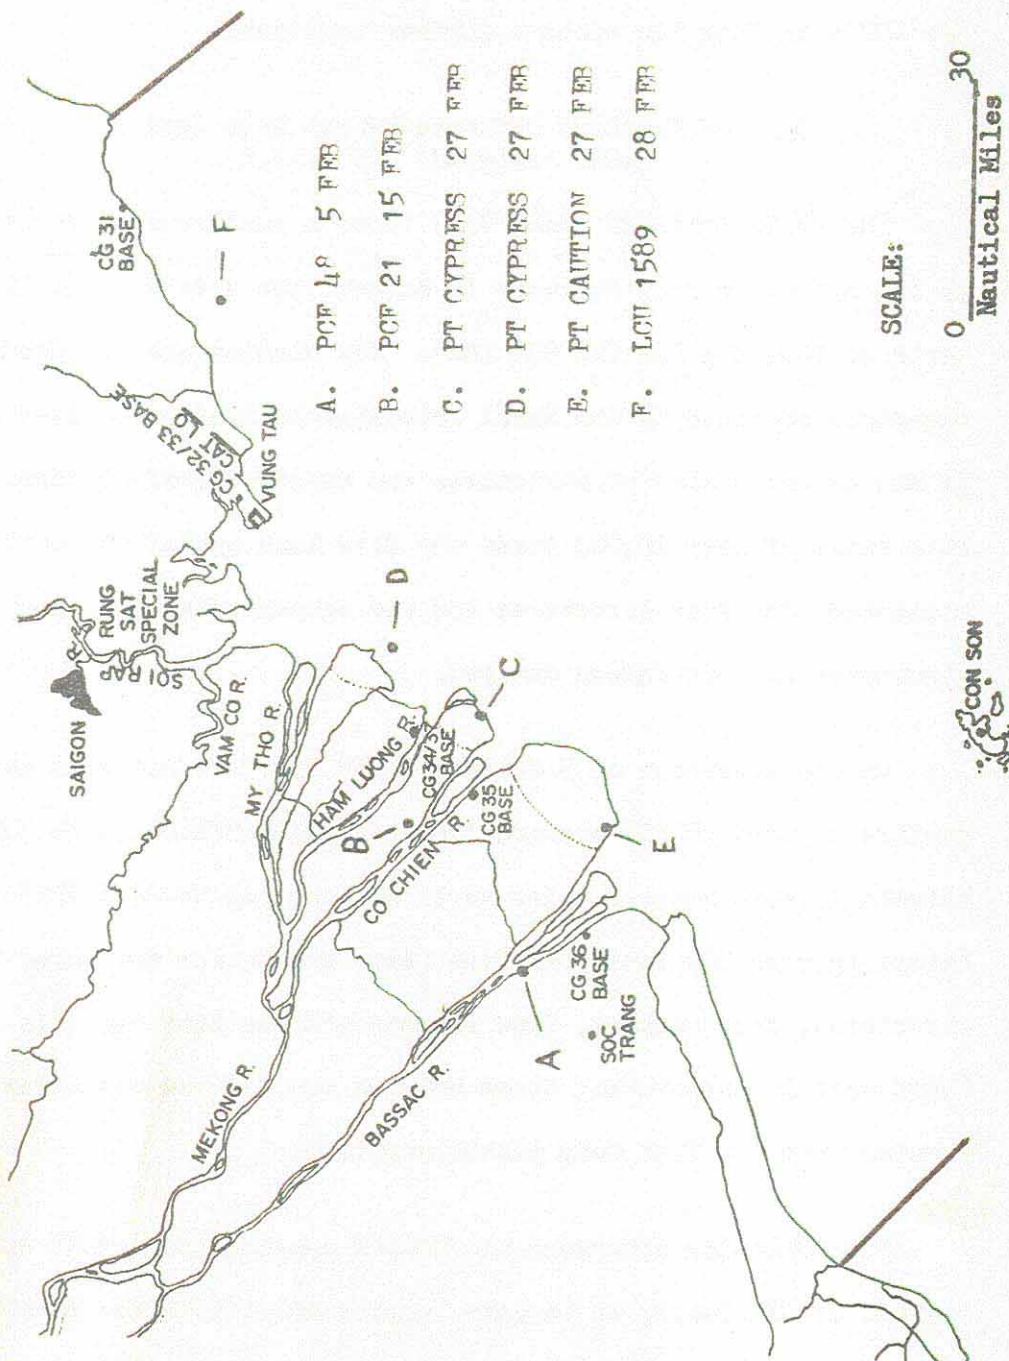 SAIGON
RUNG
SAT
SPECIAL
ZONE
SOI RAP R.
VAM CO R.
MY THO R.
HAM LUONG R.
CO CHIEN R.
MEKONG R.
BASSAC R.
CG 31
BASE
F
CG 32/33 BASE
CAT LO
VUNG TAU
D
C
CG 34/37
BASE
B
CG 35
BASE
E
A
CG 36
BASE
SOC
TRANG
CON SON
A. PCF 48 5 FEB
B. PCF 21 15 FEB
C. PT CYPRESS 27 FEB
D. PT CYPRESS 27 FEB
E. PT CAUTION 27 FEB
F. LCU 1589 28 FEB
SCALE:
0 30
Nautical Miles